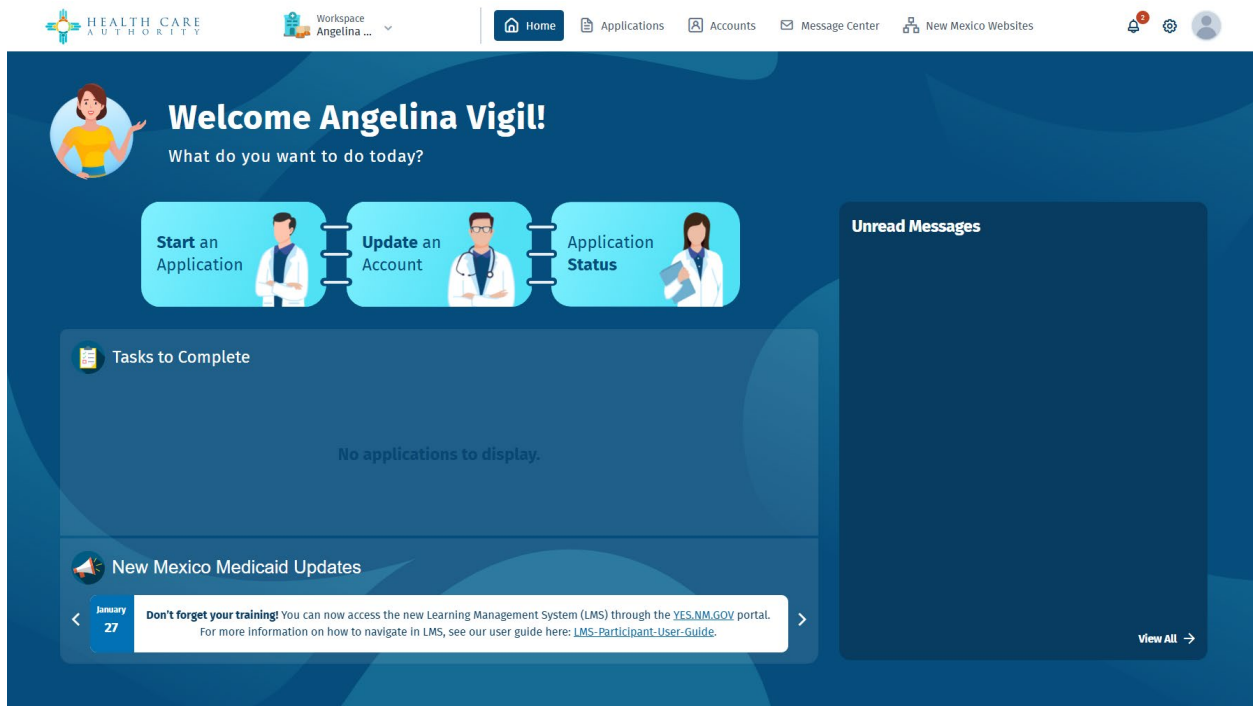 HEALTH CARE
AUTHORITY
Workspace
Angelina ...
Home
Applications
Accounts
Message Center
New Mexico Websites
2
Welcome Angelina Vigil!
What do you want to do today?
Start an
Application
Update an
Account
Application
Status
Unread Messages
Tasks to Complete
No applications to display.
New Mexico Medicaid Updates
January
27
Don't forget your training! You can now access the new Learning Management System (LMS) through the YES.NM.GOV portal.
For more information on how to navigate in LMS, see our user guide here: LMS-Participant-User-Guide.
View All